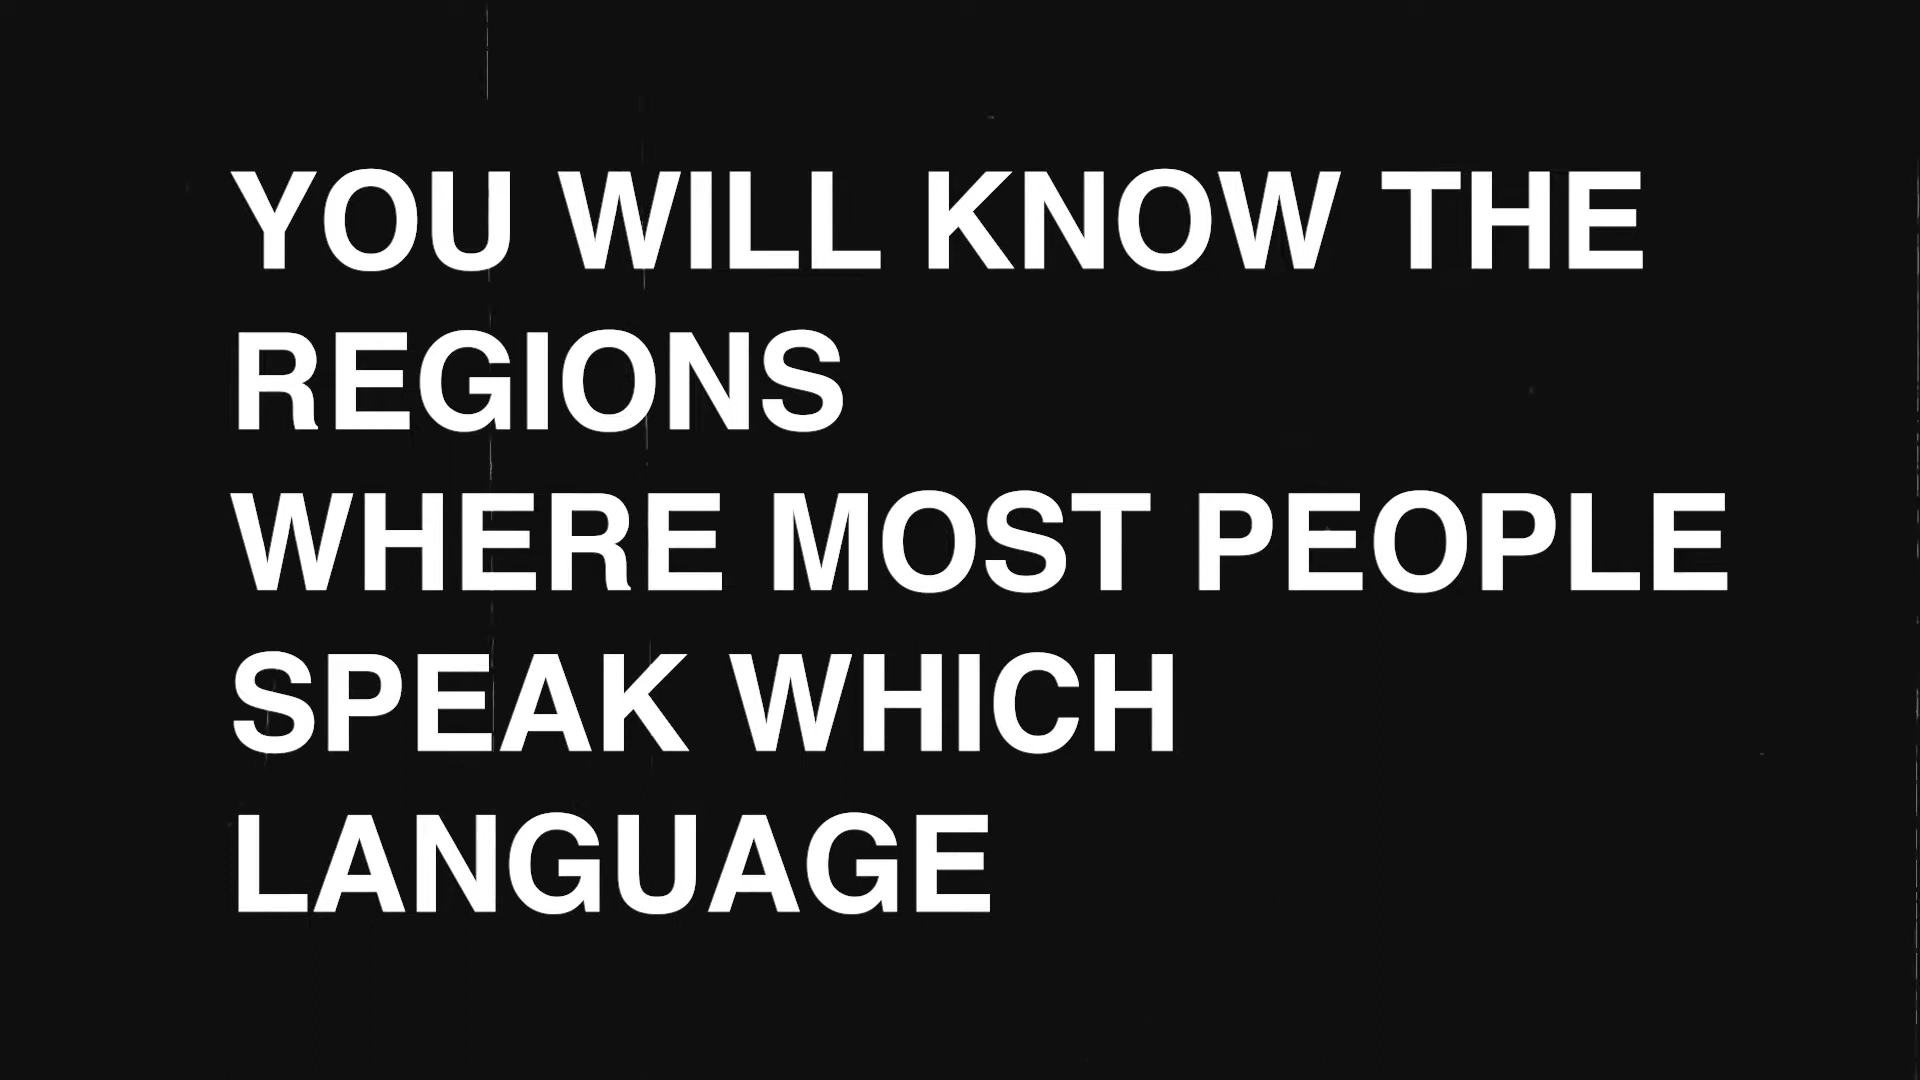 YOU WILL KNOW THE
REGIONS
WHERE MOST PEOPLE
SPEAK WHICH
LANGUAGE